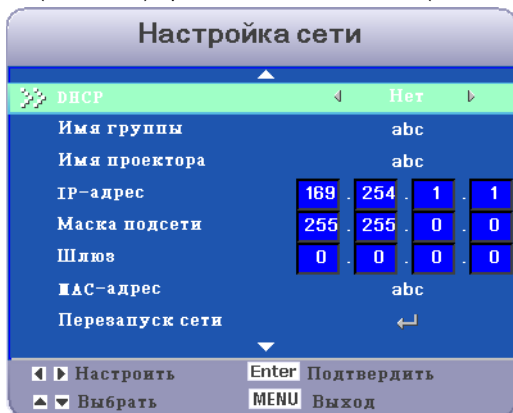 Настройка сети
DHCP Нет
Имя группы abc
Имя проектора abc
IP-адрес 169 . 254 . 1 . 1
Маска подсети 255 . 255 . 0 . 0
Шлюз 0 . 0 . 0 . 0
MAC-адрес abc
Перезапуск сети
Настроить Enter Подтвердить
Выбрать MENU Выход